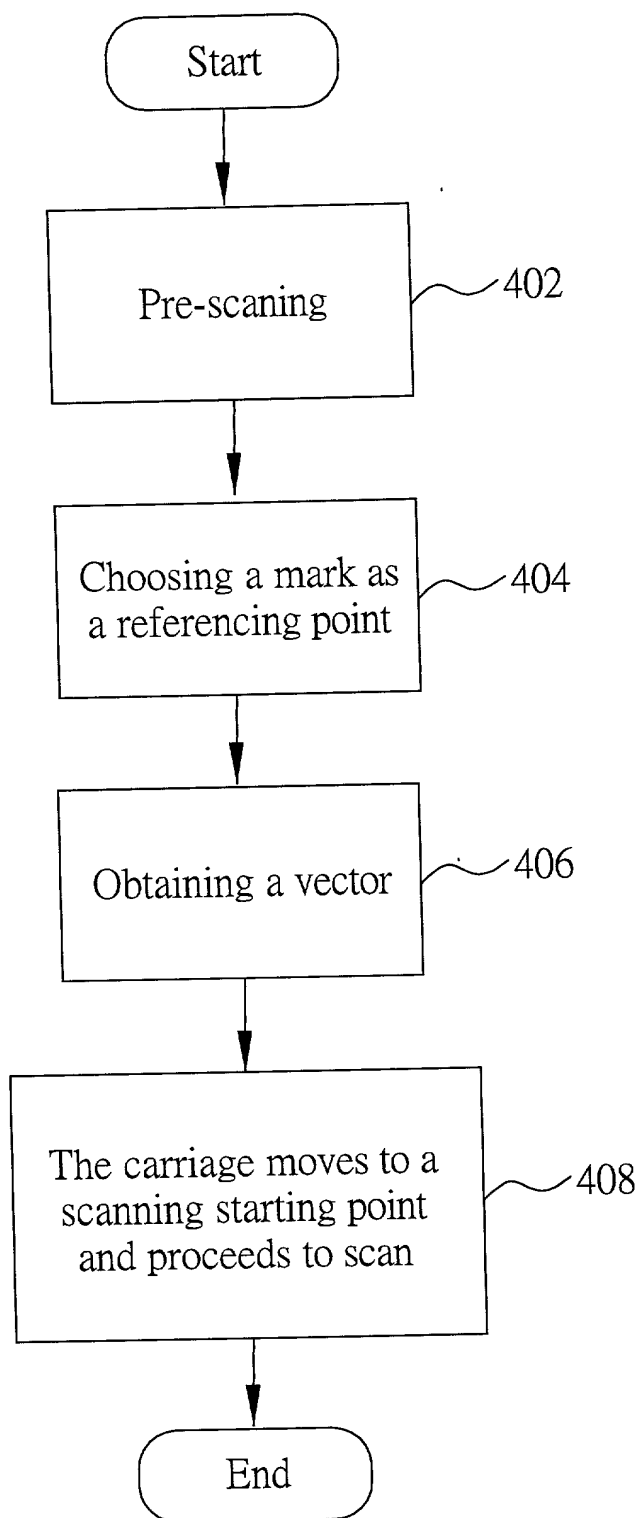 Start
Pre-scaning
402
Choosing a mark as
a referencing point
404
Obtaining a vector
406
The carriage moves to a
scanning starting point
and proceeds to scan
408
End